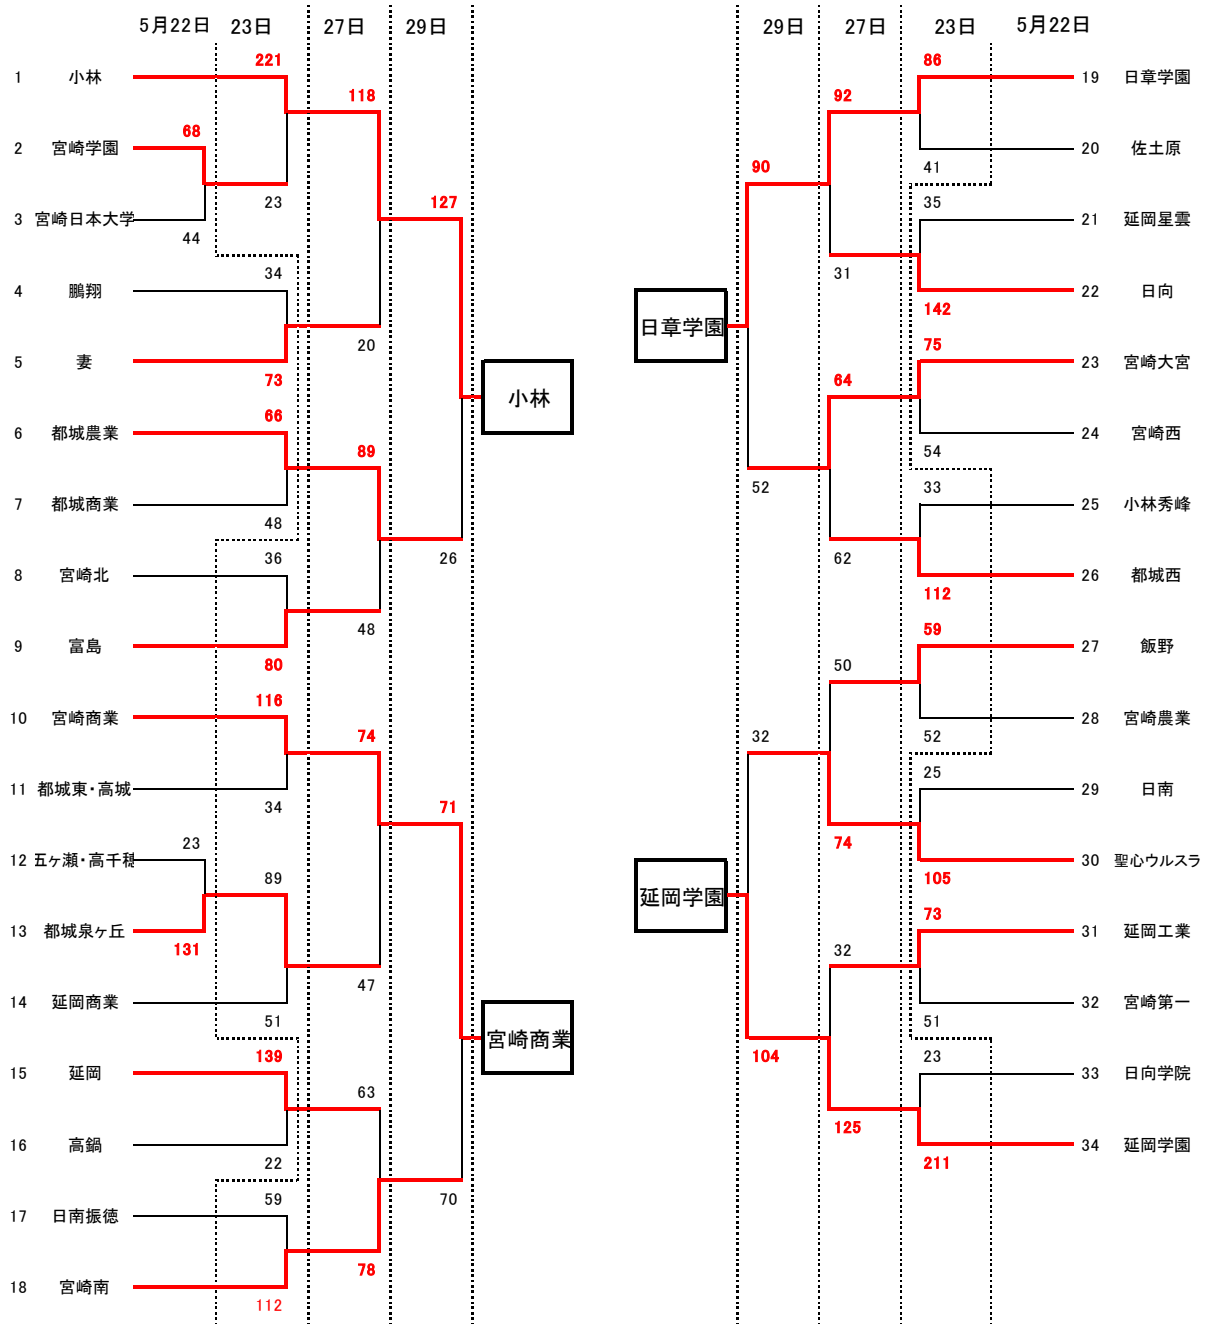 5月22日 23日 27日 29日
221
1 小林
118
68
2 宮崎学園
23
127
3 宮崎日本大学
44
34
4 鵬翔
20
5 妻
73
小林
66
6 都城農業
89
7 都城商業
48
36
26
8 宮崎北
48
9 富島
80
116
10 宮崎商業
74
11 都城東・高城
34
71
23
12 五ヶ瀬・高千穂
89
13 都城泉ヶ丘
131
47
14 延岡商業
51
宮崎商業
139
15 延岡
63
16 高鍋
22
59
70
17 日南振徳
78
18 宮崎南
112
29日 27日 23日 5月22日
86
19 日章学園
92
20 佐土原
90
41
35
21 延岡星雲
31
22 日向
142
日章学園
75
23 宮崎大宮
64
24 宮崎西
54
52
33
25 小林秀峰
62
26 都城西
112
59
27 飯野
50
28 宮崎農業
32
52
25
29 日南
74
30 聖心ウルスラ
105
延岡学園
73
31 延岡工業
32
32 宮崎第一
51
104
23
33 日向学院
125
34 延岡学園
211